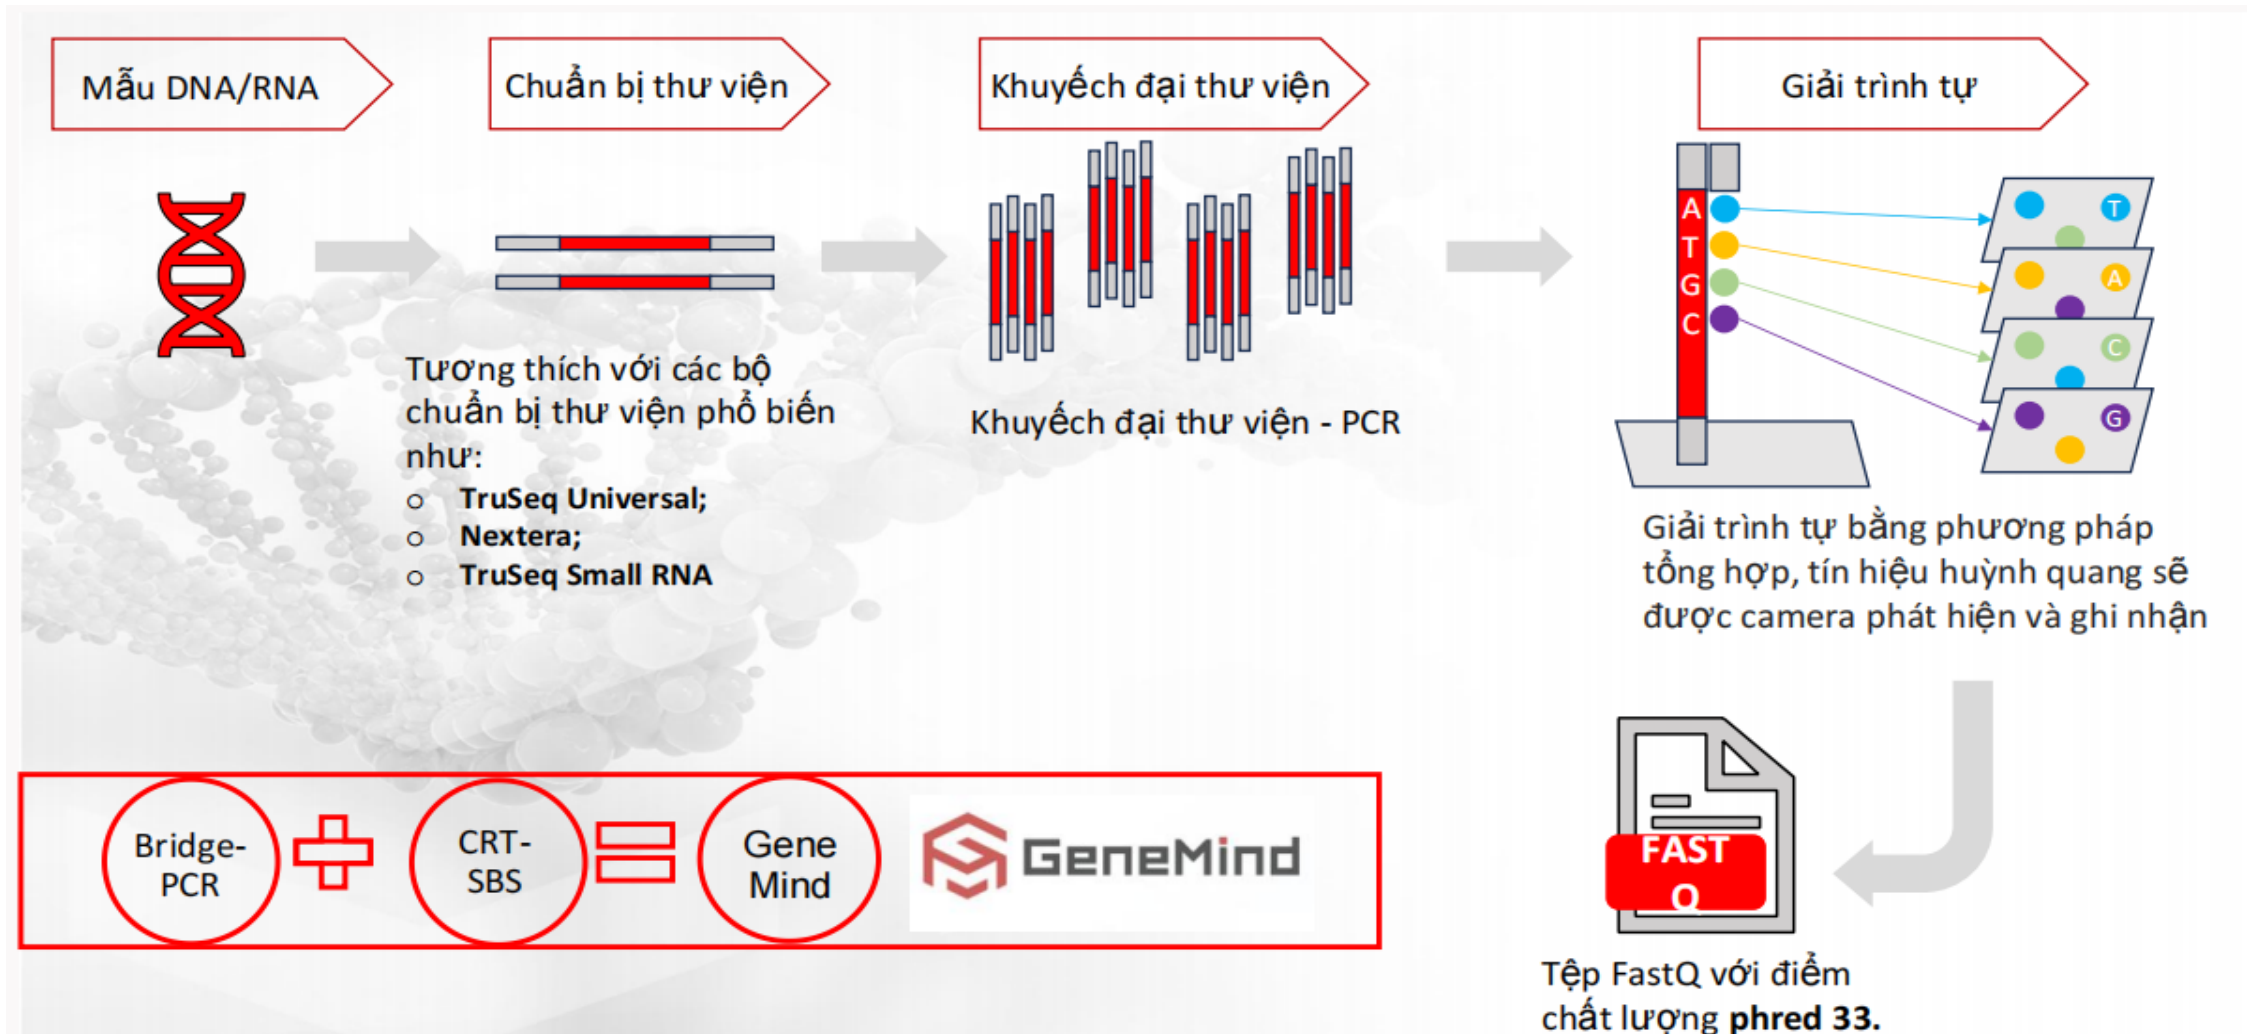 Mẫu DNA/RNA
Chuẩn bị thư viện
Khuyếch đại thư viện
Giải trình tự
A
T
G
C
T
A
C
G
Tương thích với các bộ
chuẩn bị thư viện phổ biến
như:
o TruSeq Universal;
o Nextera;
o TruSeq Small RNA
Khuyếch đại thư viện - PCR
Giải trình tự bằng phương pháp
tổng hợp, tín hiệu huỳnh quang sẽ
được camera phát hiện và ghi nhận
Bridge-
PCR
CRT-
SBS
Gene
Mind
GeneMind
FAST
Q
Tệp FastQ với điểm
chất lượng phred 33.